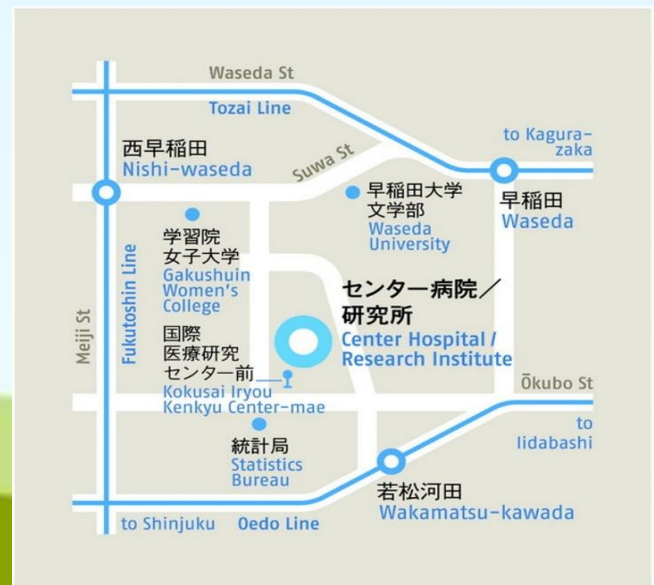 Waseda St
Tozai Line
to Kagura-
zaka
西早稲田
Nishi-waseda
Suwa St
早稲田大学
文学部
Waseda
University
早稲田
Waseda
学習院
女子大学
Gakushuin
Women's
College
Meiji St
Fukutoshin Line
センター病院／
研究所
Center Hospital /
Research Institute
国際
医療研究
センター前
Kokusai Iryou
Kenkyu Center-mae
Ōkubo St
to
Iidabashi
統計局
Statistics
Bureau
若松河田
Wakamatsu-kawada
to Shinjuku
Oedo Line